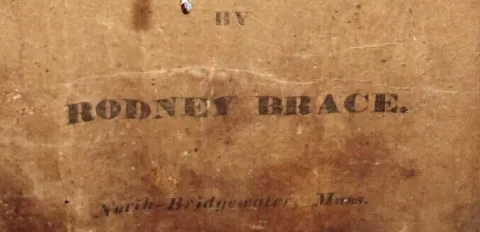 BY
RODNEY BRACE.
North-Bridgewater, Mass.